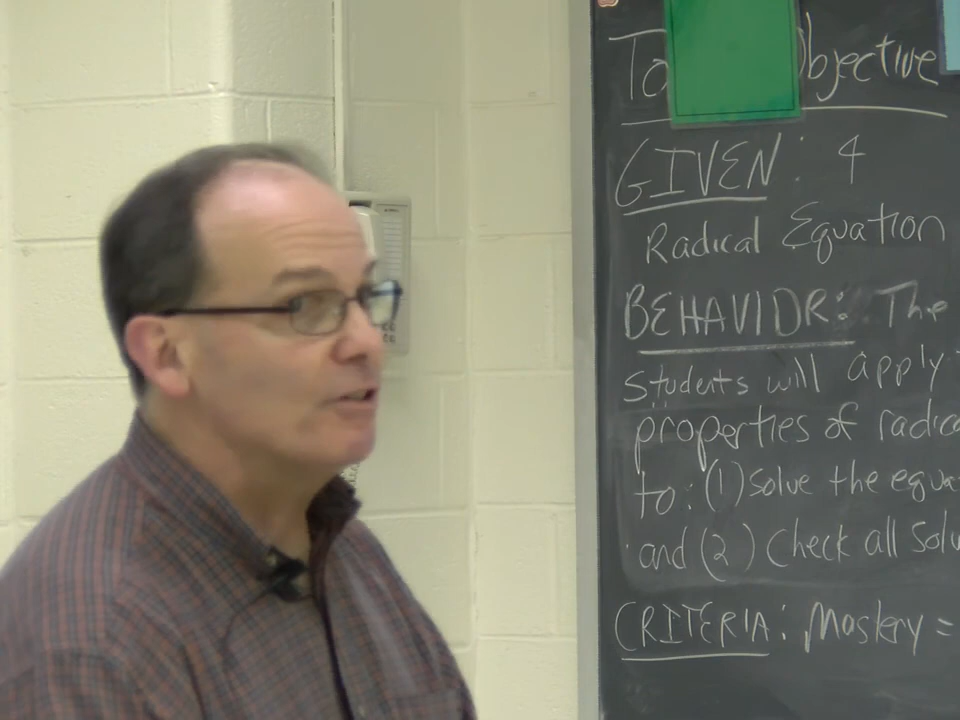 To Objective
GIVEN: 4
Radical Equation
BEHAVIOR: The
Students will apply
properties of radica
to: (1) solve the equa
and (2) Check all Solu
CRITERIA: Mastery =